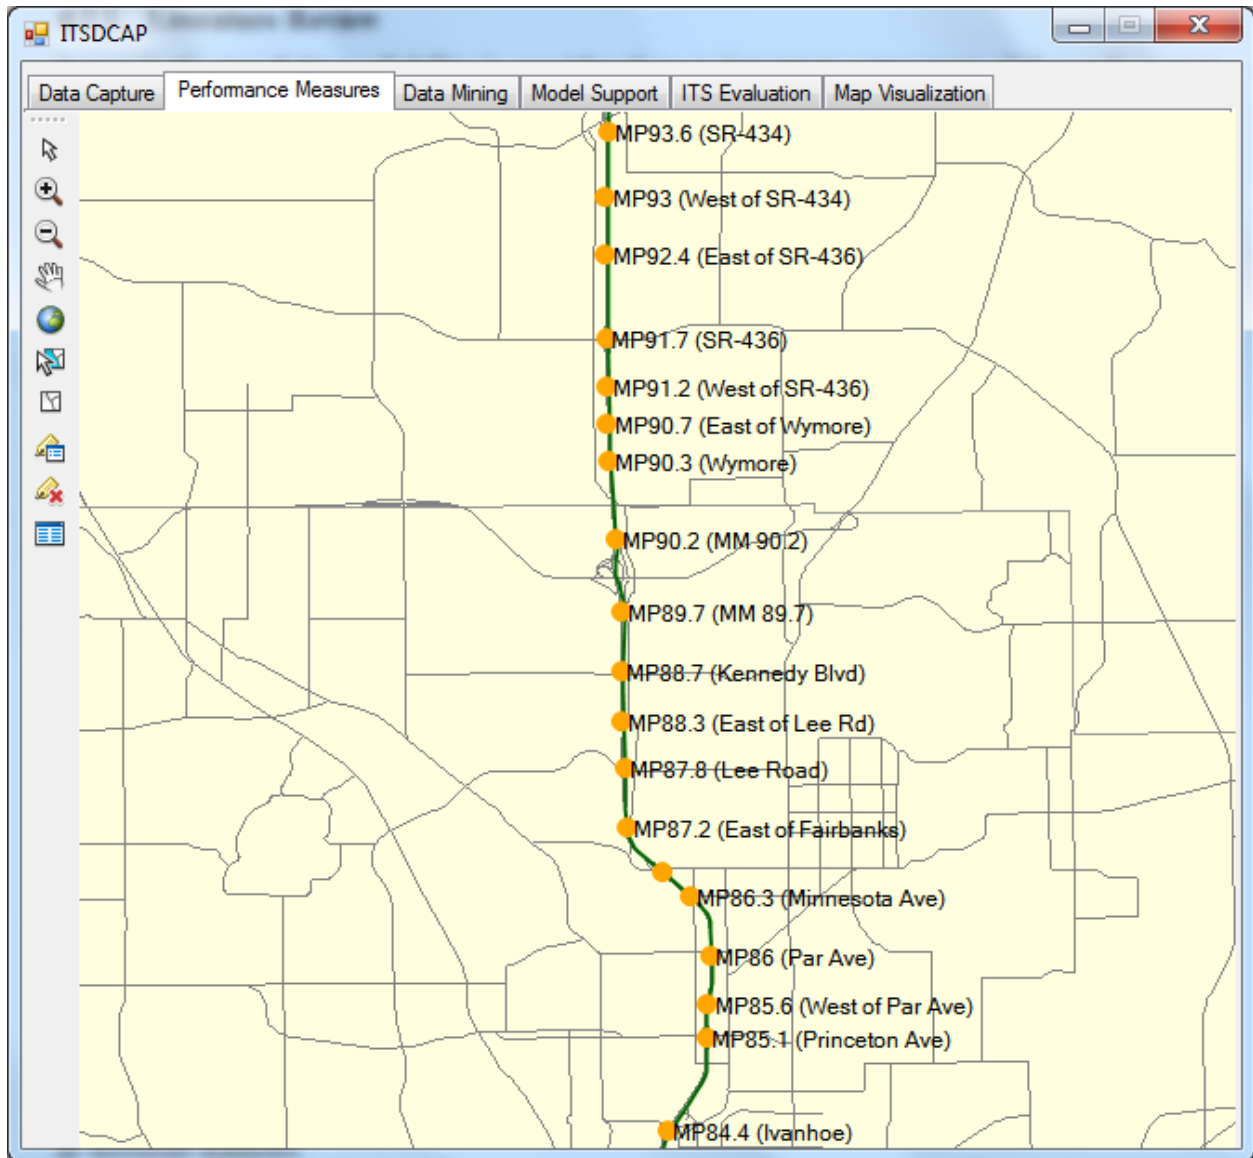 ITSDCAP
Data Capture Performance Measures Data Mining Model Support ITS Evaluation Map Visualization
MP93.6 (SR-434)
MP93 (West of SR-434)
MP92.4 (East of SR-436)
MP91.7 (SR-436)
MP91.2 (West of SR-436)
MP90.7 (East of Wymore)
MP90.3 (Wymore)
MP90.2 (MM 90.2)
MP89.7 (MM 89.7)
MP88.7 (Kennedy Blvd)
MP88.3 (East of Lee Rd)
MP87.8 (Lee Road)
MP87.2 (East of Fairbanks)
MP86.3 (Minnesota Ave)
MP86 (Par Ave)
MP85.6 (West of Par Ave)
MP85.1 (Princeton Ave)
MP84.4 (Ivanhoe)